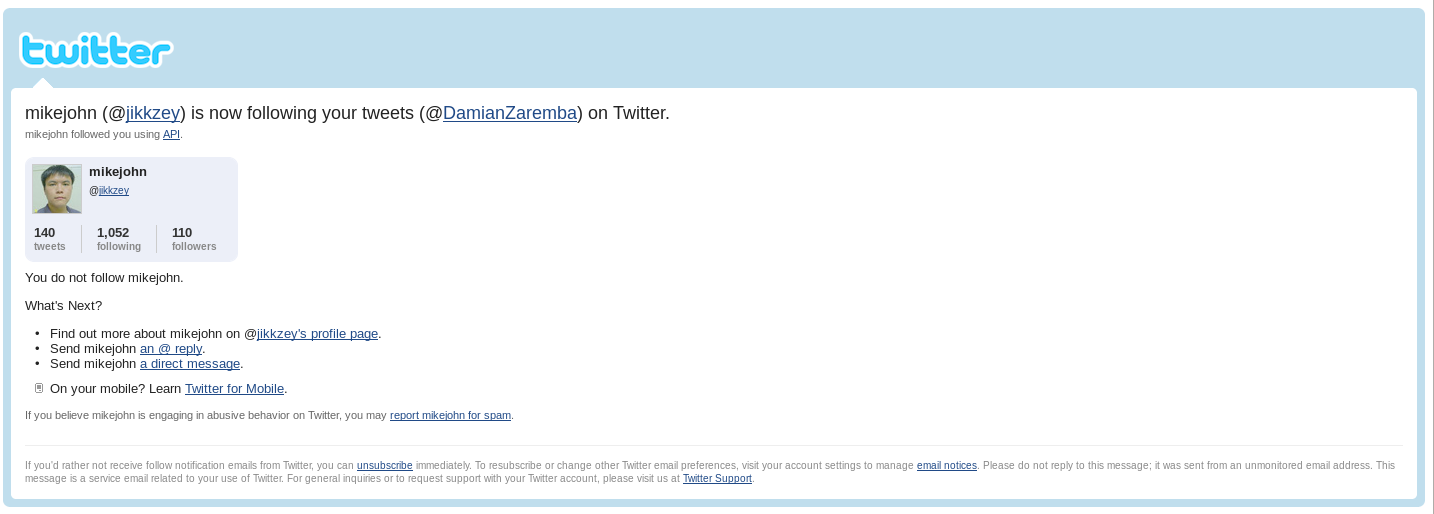 twitter
mikejohn (@jikkzey) is now following your tweets (@DamianZaremba) on Twitter.
mikejohn followed you using API.
mikejohn
@jikkzey
140 1,052 110
tweets following followers
You do not follow mikejohn.
What's Next?
• Find out more about mikejohn on @jikkzey's profile page.
• Send mikejohn an @ reply.
• Send mikejohn a direct message.
On your mobile? Learn Twitter for Mobile.
If you believe mikejohn is engaging in abusive behavior on Twitter, you may report mikejohn for spam.
If you'd rather not receive follow notification emails from Twitter, you can unsubscribe immediately. To resubscribe or change other Twitter email preferences, visit your account settings to manage email notices. Please do not reply to this message; it was sent from an unmonitored email address. This
message is a service email related to your use of Twitter. For general inquiries or to request support with your Twitter account, please visit us at Twitter Support.